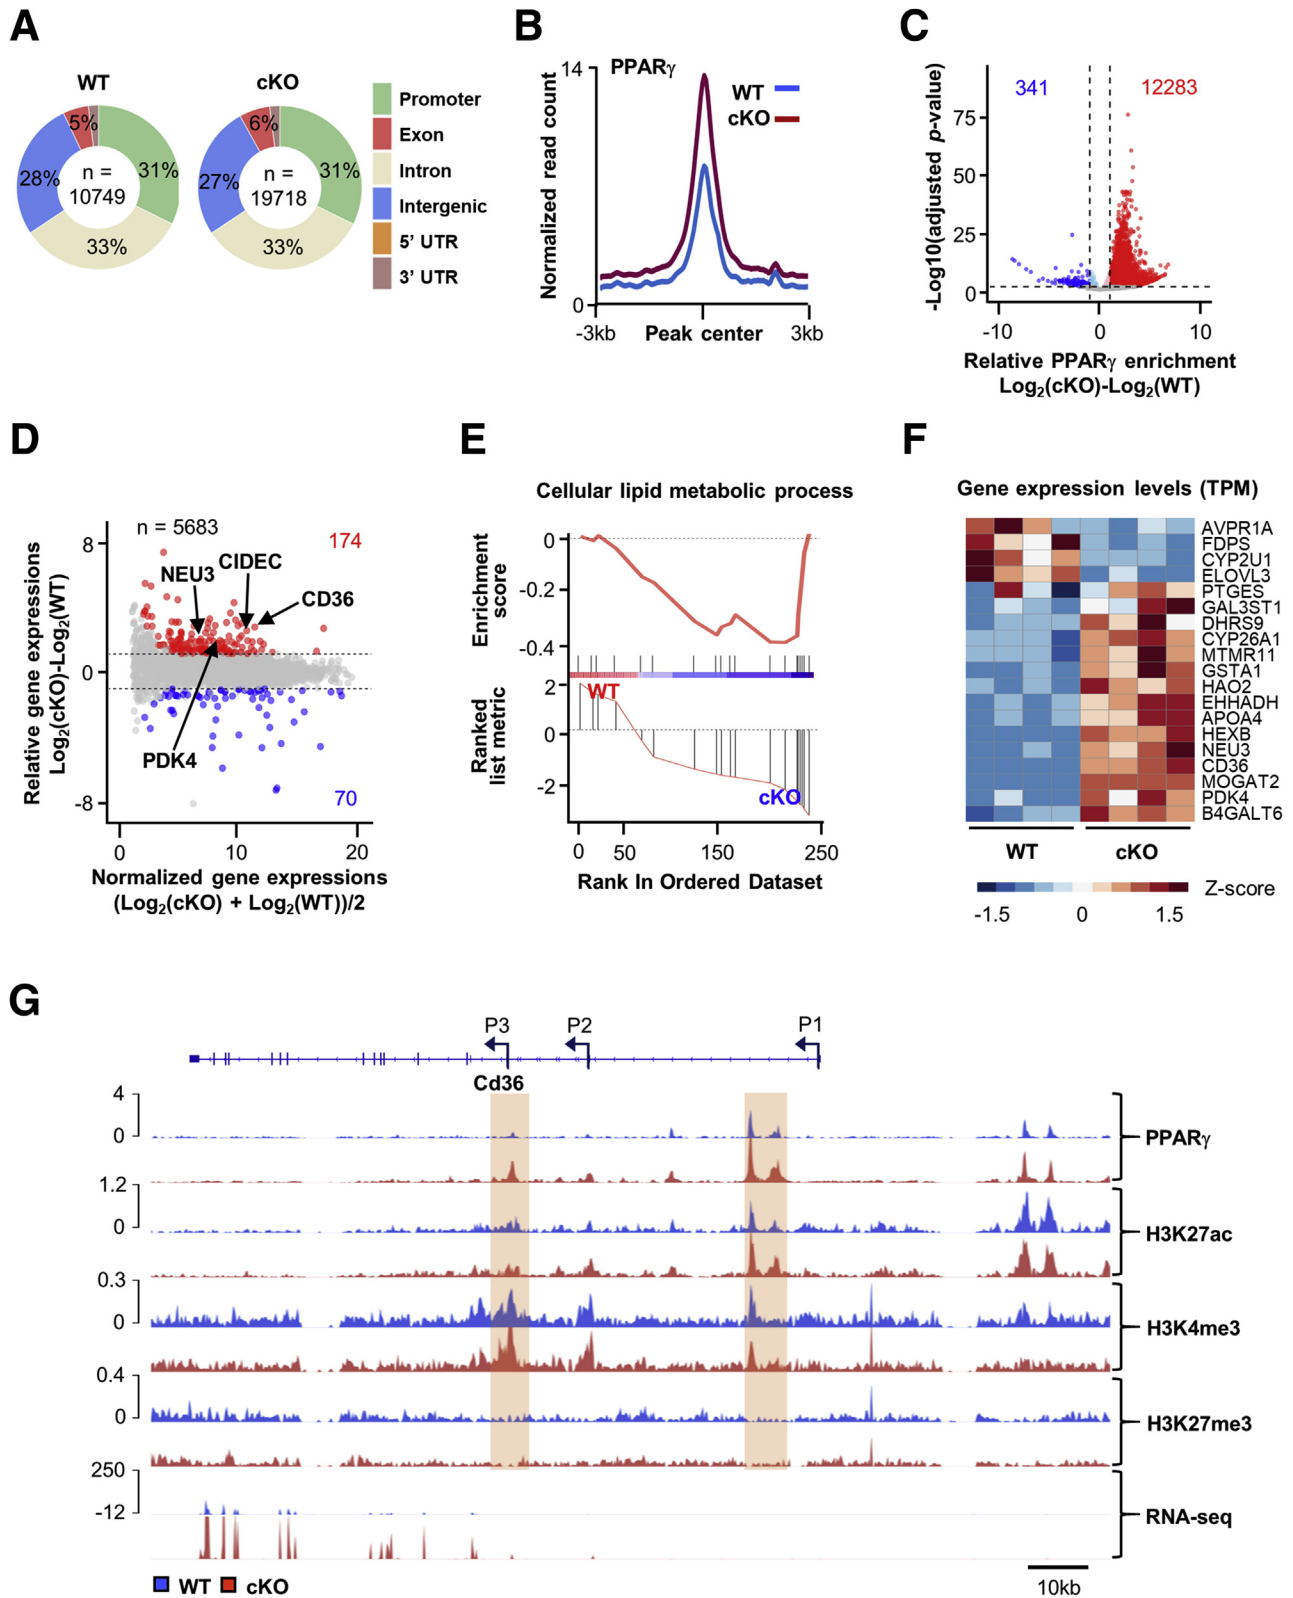 A
WT
cKO
5%
28%
31%
33%
n =
10749
6%
27%
31%
33%
n =
19718
Promoter
Exon
Intron
Intergenic
5' UTR
3' UTR
B
PPARγ
WT
cKO
Normalized read count
14
0
-3kb
Peak center
3kb
C
341
12283
-Log10(adjusted p-value)
75
50
25
0
-10
0
10
Relative PPARγ enrichment
Log2(cKO)-Log2(WT)
D
n = 5683
174
NEU3
CIDEC
CD36
PDK4
70
Relative gene expressions
Log2(cKO)-Log2(WT)
8
0
-8
0
10
20
Normalized gene expressions
(Log2(cKO) + Log2(WT))/2
E
Cellular lipid metabolic process
Enrichment
score
0
-0.2
-0.4
Ranked
list metric
2
0
-2
WT
cKO
0
50
150
250
Rank In Ordered Dataset
F
Gene expression levels (TPM)
AVPR1A
FDPS
CYP2U1
ELOVL3
PTGES
GAL3ST1
DHRS9
CYP26A1
MTMR11
GSTA1
HAO2
EHHADH
APOA4
HEXB
NEU3
CD36
MOGAT2
PDK4
B4GALT6
WT
cKO
Z-score
-1.5
0
1.5
G
P3
P2
P1
Cd36
4
0
PPARγ
1.2
0
H3K27ac
0.3
0
H3K4me3
0.4
0
H3K27me3
250
-12
RNA-seq
WT
cKO
10kb